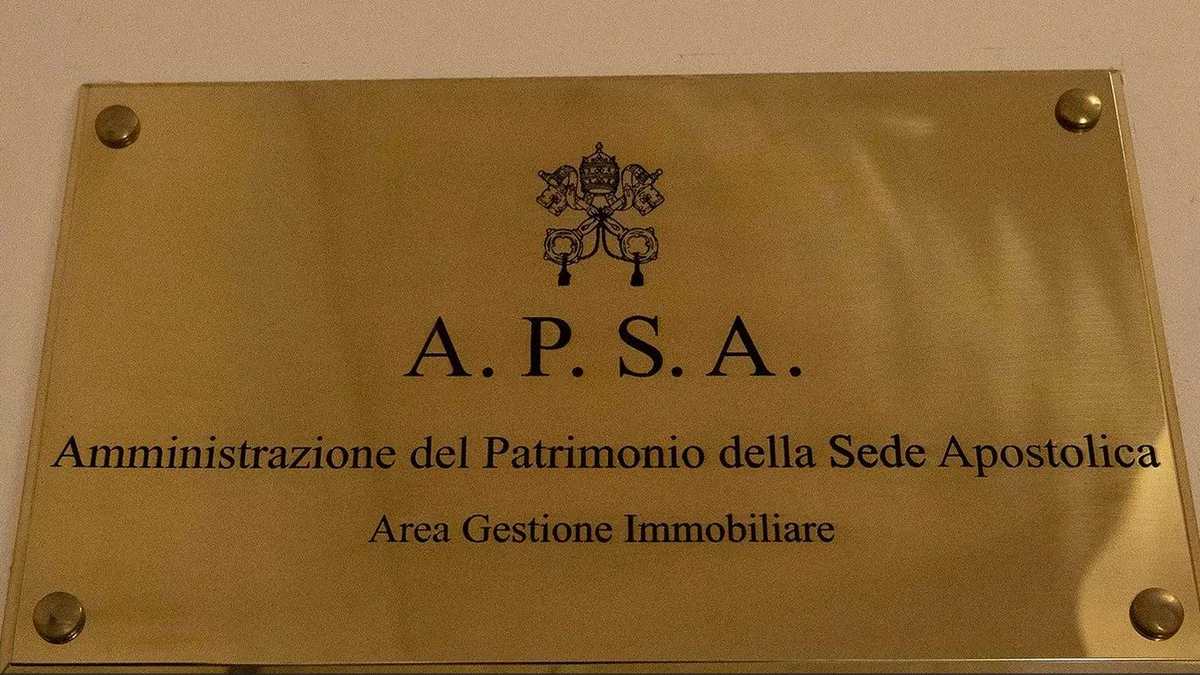 A. P. S. A.
Amministrazione del Patrimonio della Sede Apostolica
Area Gestione Immobiliare